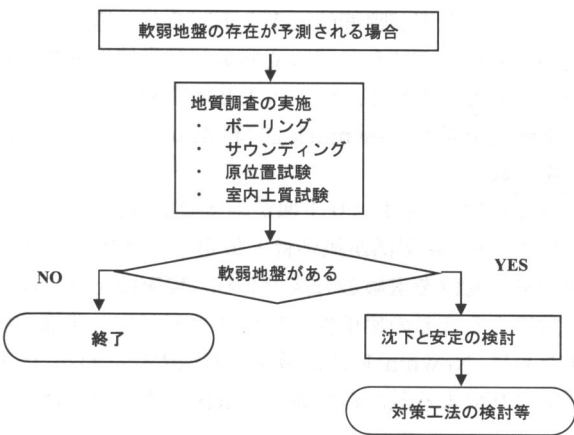 軟弱地盤の存在が予測される場合
地質調査の実施
・ ボーリング
・ サウンディング
・ 原位置試験
・ 室内土質試験
軟弱地盤がある
NO
YES
終了
沈下と安定の検討
対策工法の検討等